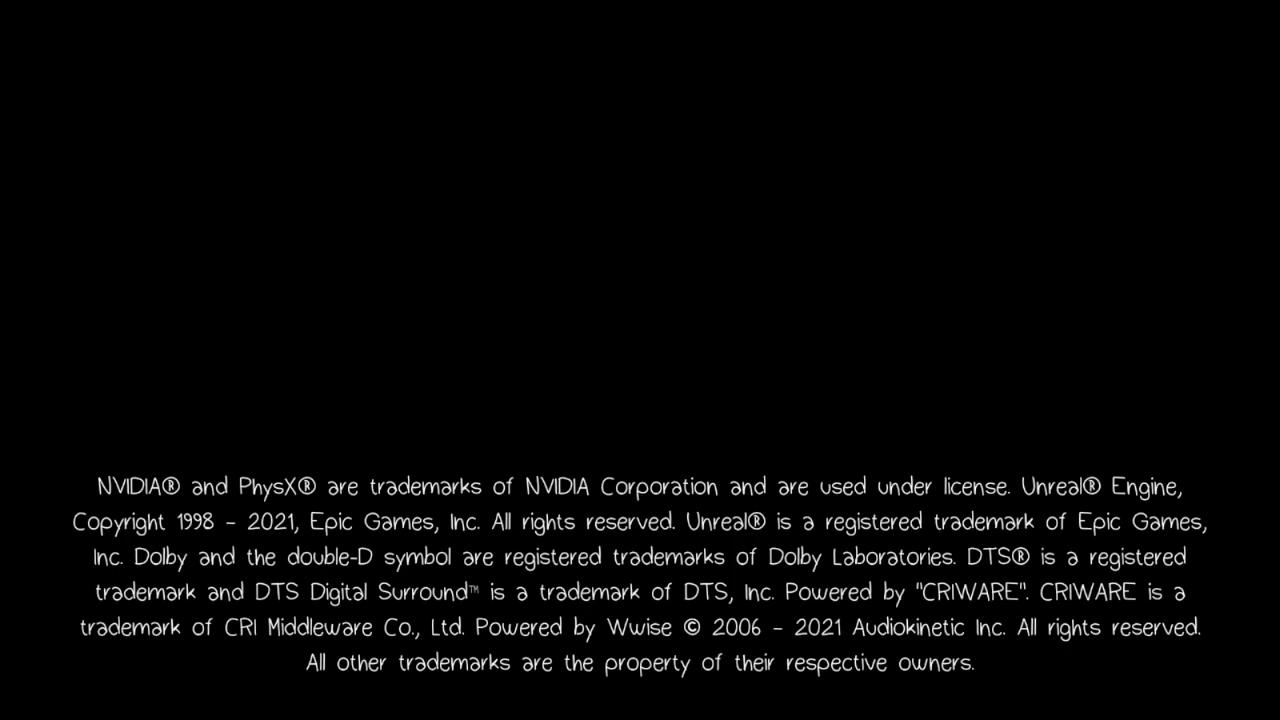 NVIDIA® and PhysX® are trademarks of NVIDIA Corporation and are used under license. Unreal® Engine,
Copyright 1998 - 2021, Epic Games, Inc. All rights reserved. Unreal® is a registered trademark of Epic Games,
Inc. Dolby and the double-D symbol are registered trademarks of Dolby Laboratories. DTS® is a registered
trademark and DTS Digital Surround™ is a trademark of DTS, Inc. Powered by "CRIWARE". CRIWARE is a
trademark of CRI Middleware Co., Ltd. Powered by Wwise © 2006 - 2021 Audiokinetic Inc. All rights reserved.
All other trademarks are the property of their respective owners.